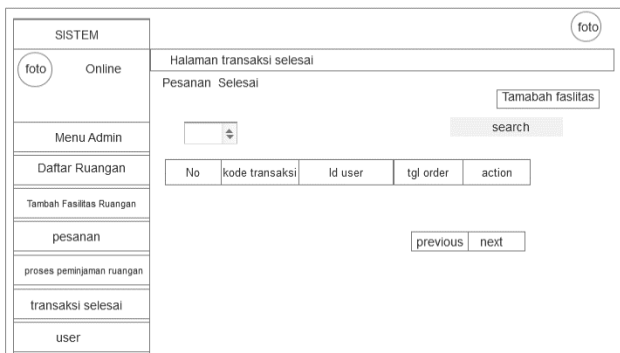 SISTEM
foto
foto
Online
Halaman transaksi selesai
Pesanan Selesai
Tamabah faslitas
search
Menu Admin
Daftar Ruangan
Tambah Fasilitas Ruangan
pesanan
proses peminjaman ruangan
transaksi selesai
user
No
kode transaksi
Id user
tgl order
action
previous
next